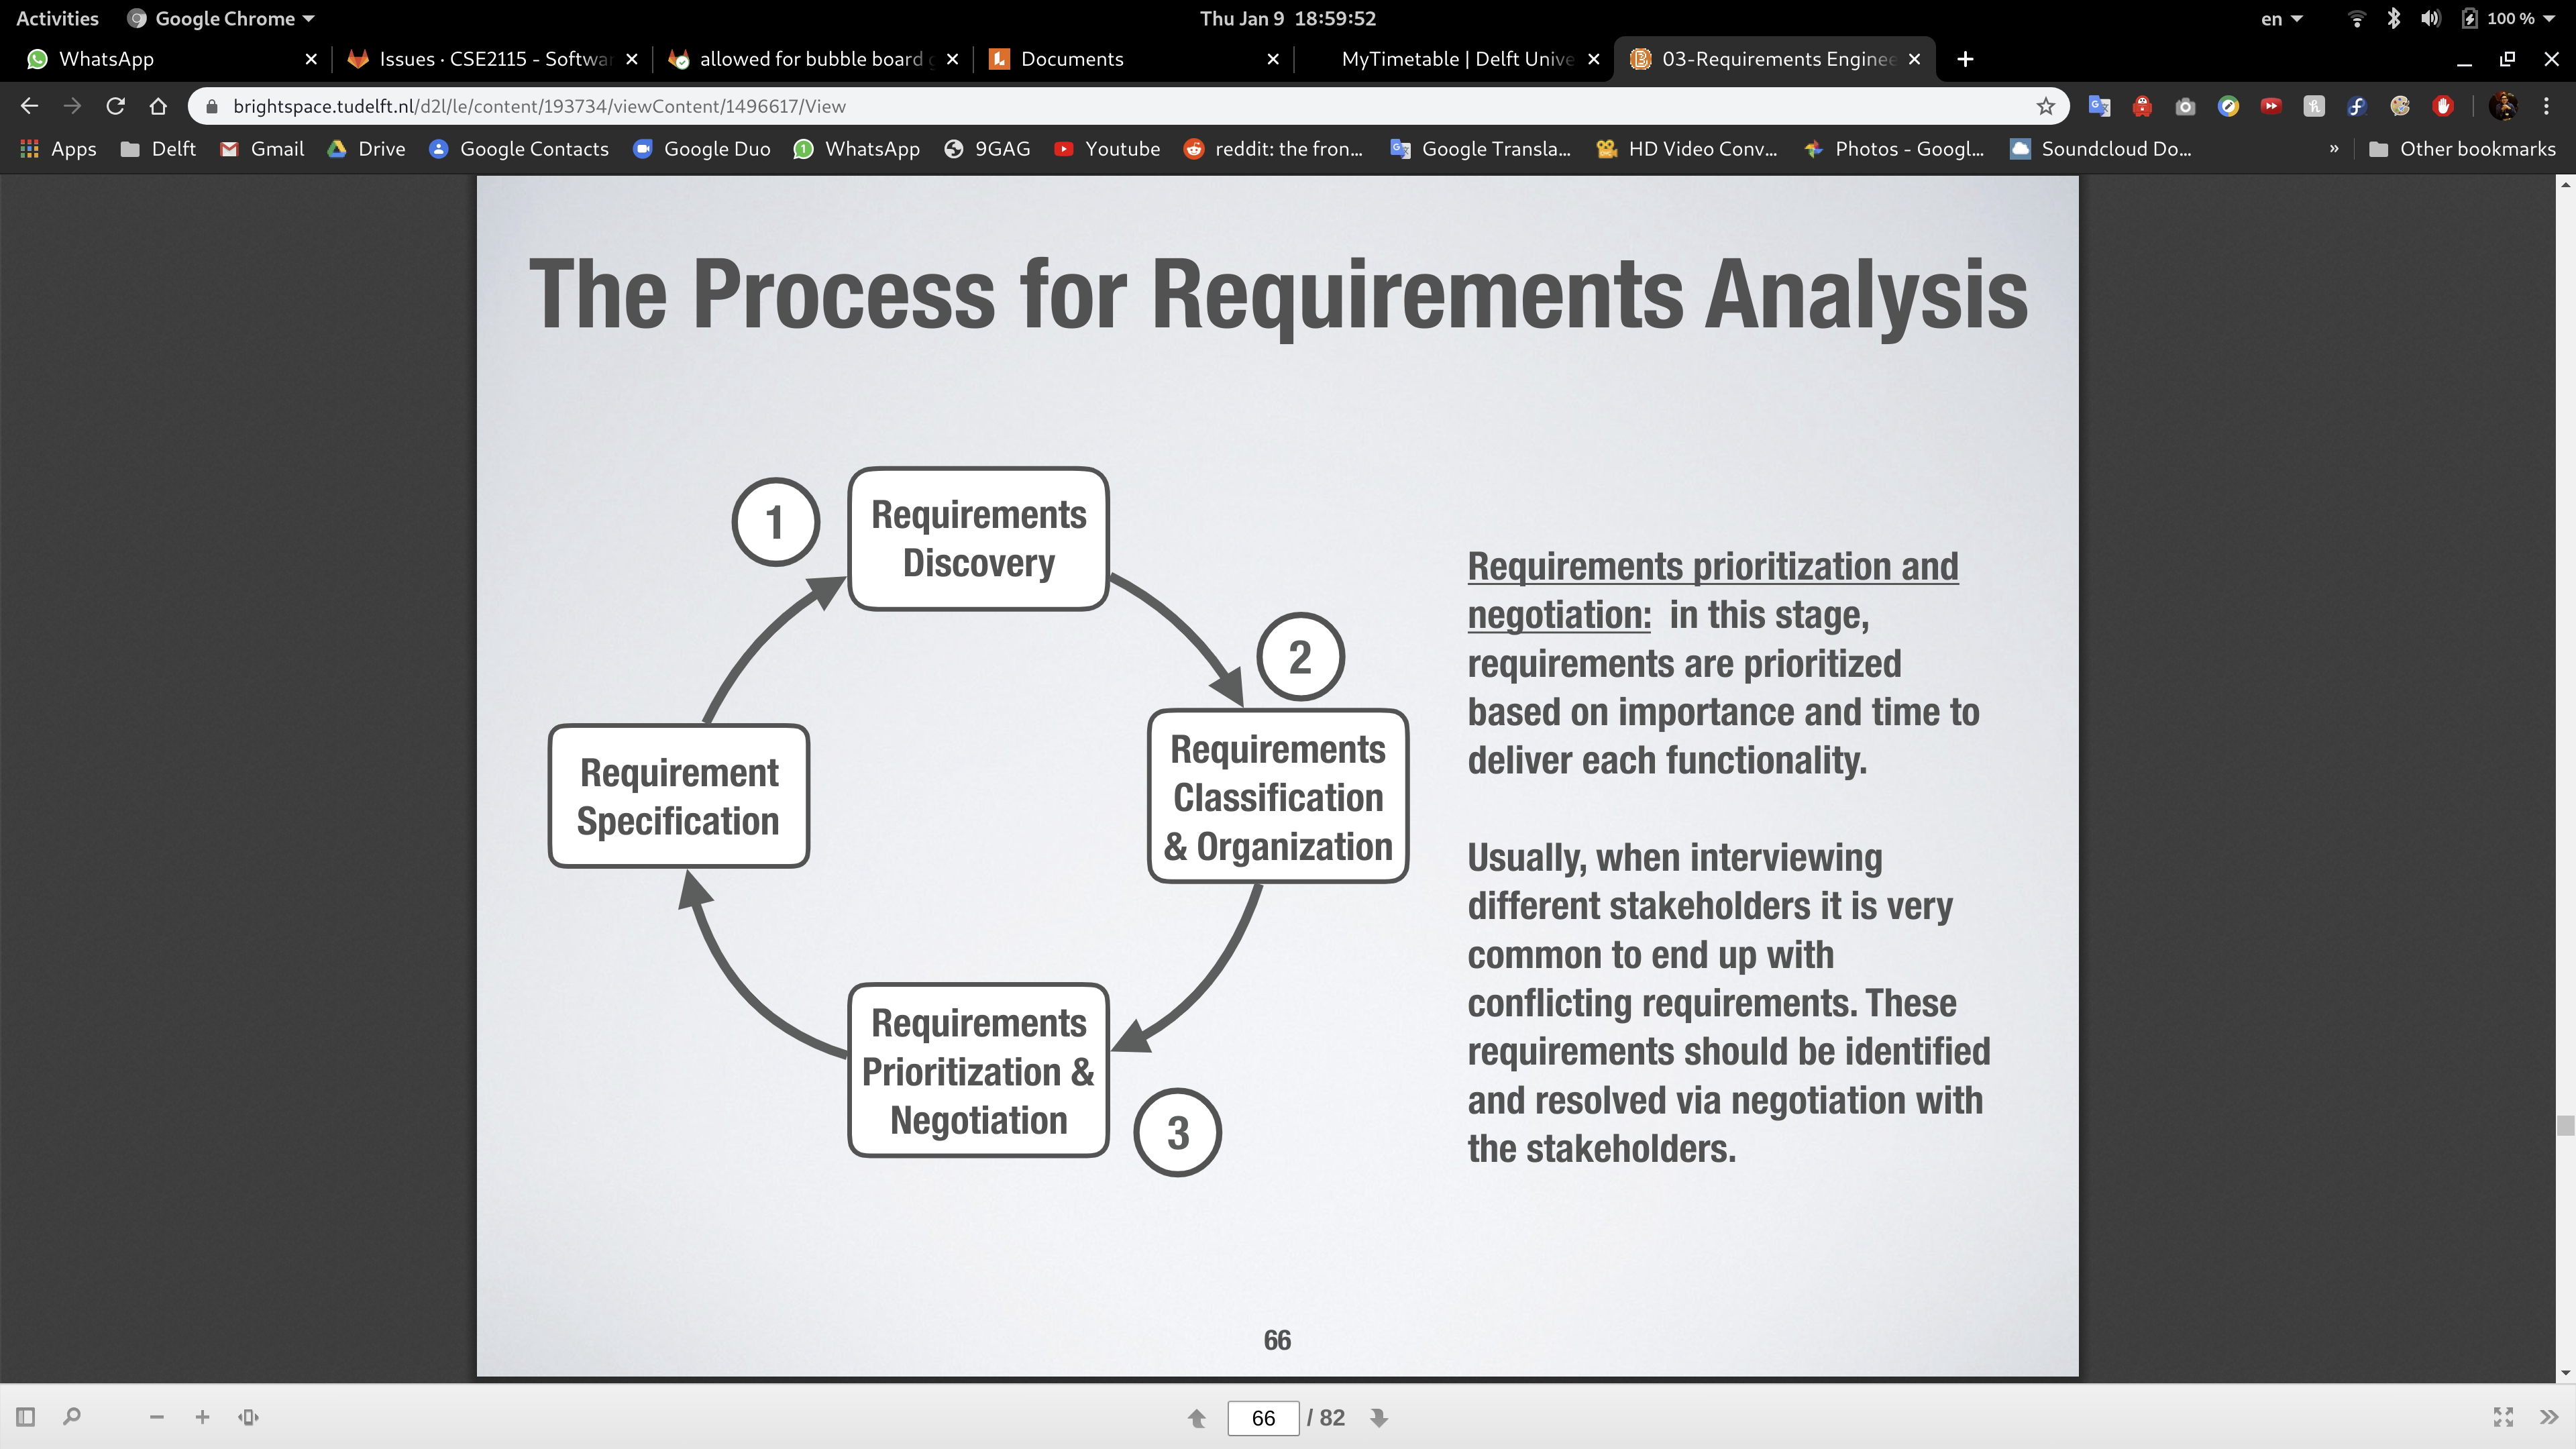 Activities Google Chrome Thu Jan 9 18:59:52 en 100 %
WhatsApp Issues · CSE2115 - Softwar allowed for bubble board g Documents MyTimetable | Delft Unive 03-Requirements Enginee
brightspace.tudelft.nl/d2l/le/content/193734/viewContent/1496617/View
Apps Delft Gmail Drive Google Contacts Google Duo WhatsApp 9GAG Youtube reddit: the fron... Google Transla... HD Video Conv... Photos - Googl... Soundcloud Do... » Other bookmarks
The Process for Requirements Analysis
1
Requirements
Discovery
2
Requirements
Classification
& Organization
Requirement
Specification
Requirements
Prioritization &
Negotiation
3
Requirements prioritization and
negotiation: in this stage,
requirements are prioritized
based on importance and time to
deliver each functionality.
Usually, when interviewing
different stakeholders it is very
common to end up with
conflicting requirements. These
requirements should be identified
and resolved via negotiation with
the stakeholders.
66
66 / 82